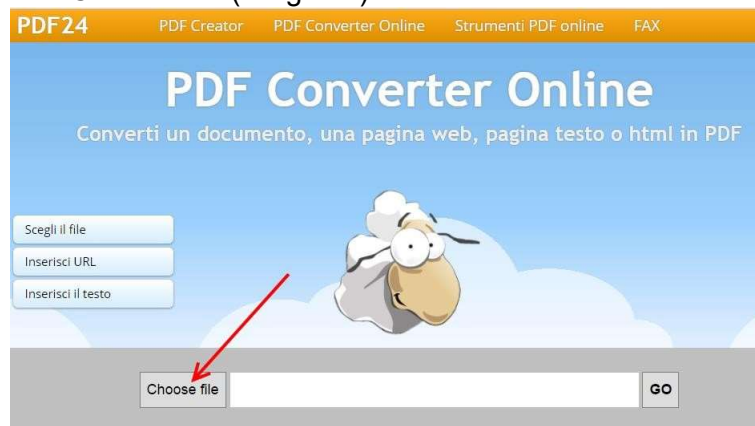 PDF24 PDF Creator PDF Converter Online Strumenti PDF online FAX
PDF Converter Online
Converti un documento, una pagina web, pagina testo o html in PDF
Scegli il file
Inserisci URL
Inserisci il testo
Choose file GO